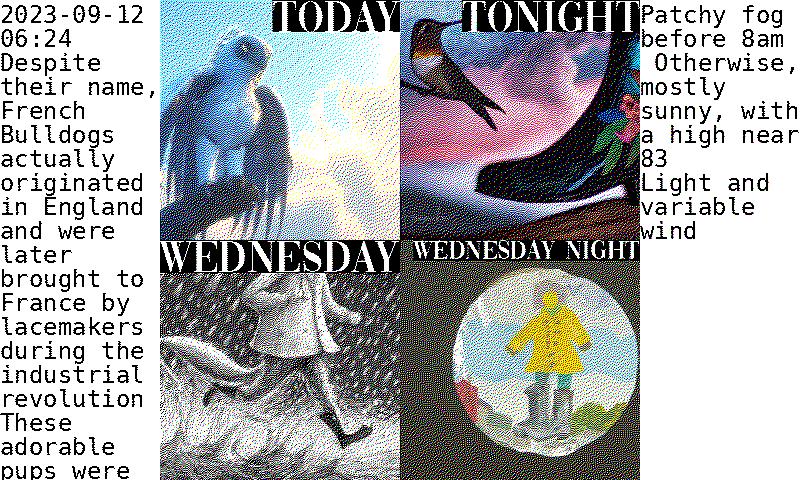 2023-09-12
06:24
Despite
their name,
French
Bulldogs
actually
originated
in England
and were
later
brought to
France by
lacemakers
during the
industrial
revolution
These
adorable
pups were
TODAY
TONIGHT
WEDNESDAY
WEDNESDAY NIGHT
Patchy fog
before 8am
Otherwise,
mostly
sunny, with
a high near
83
Light and
variable
wind